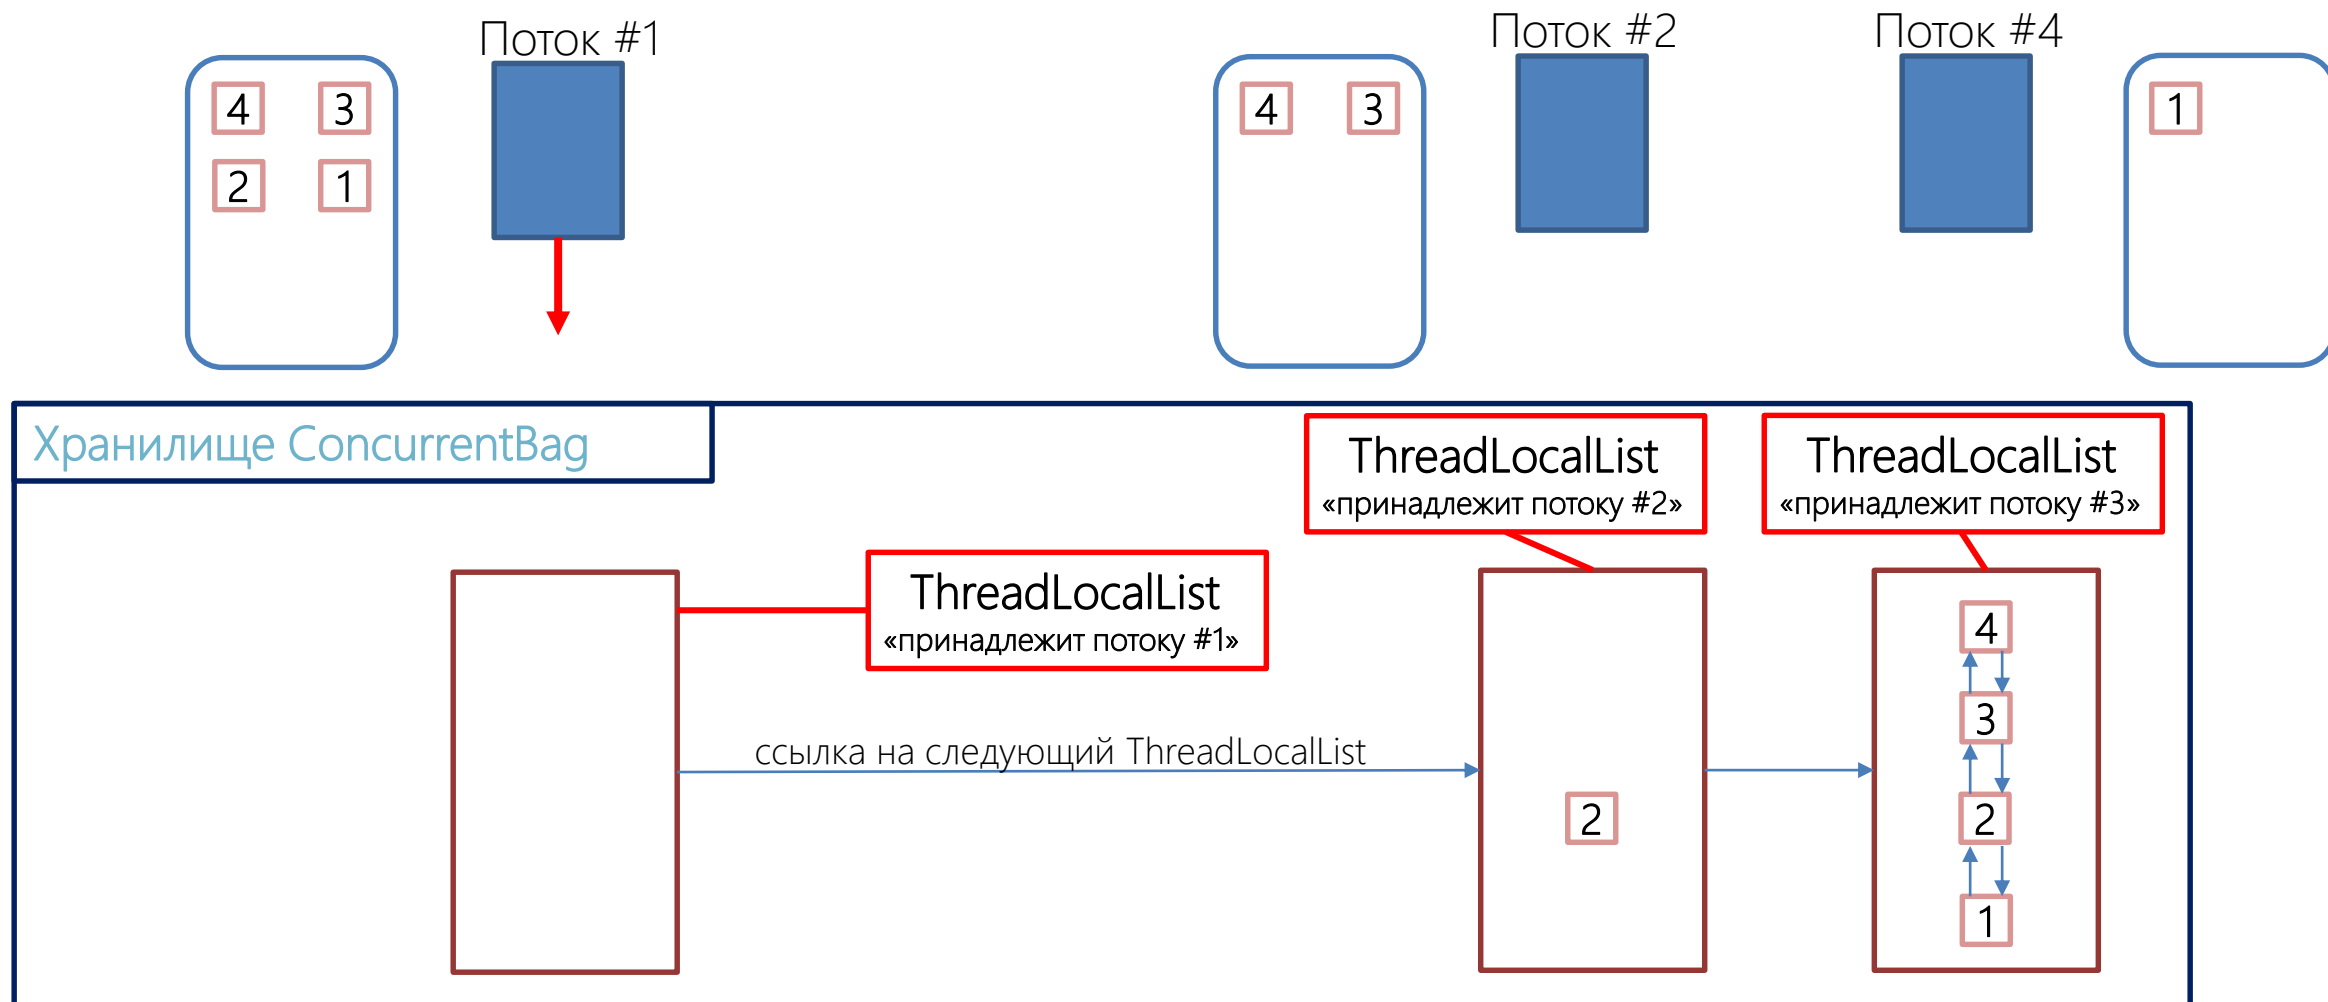 Поток #1
Поток #2
Поток #4
4 3
2 1
4 3
1
Хранилище ConcurrentBag
ThreadLocalList
«принадлежит потоку #1»
ThreadLocalList
«принадлежит потоку #2»
ThreadLocalList
«принадлежит потоку #3»
ссылка на следующий ThreadLocalList
2
4
3
2
1